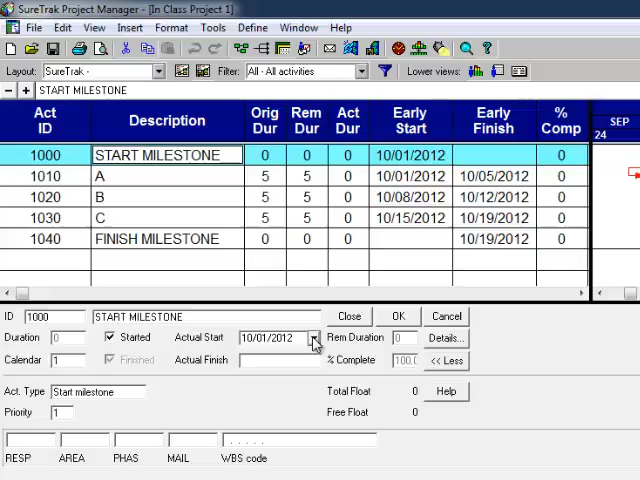 SureTrak Project Manager - [In Class Project 1]
File Edit View Insert Format Tools Define Window Help
Layout: SureTrak - Filter: All - All activities Lower views:
− + START MILESTONE
Act ID Description Orig Dur Rem Dur Act Dur Early Start Early Finish % Comp SEP 24
1000 START MILESTONE 0 0 0 10/01/2012 0
1010 A 5 5 0 10/01/2012 10/05/2012 0
1020 B 5 5 0 10/08/2012 10/12/2012 0
1030 C 5 5 0 10/15/2012 10/19/2012 0
1040 FINISH MILESTONE 0 0 0 10/19/2012 0
ID 1000 START MILESTONE Close OK Cancel
Duration 0 Started Actual Start 10/01/2012 Rem Duration 0 Details...
Calendar 1 Finished Actual Finish % Complete 100.0 << Less
Act. Type Start milestone Total Float 0 Help
Priority 1 Free Float 0
. . . . .
RESP AREA PHAS MAIL WBS code